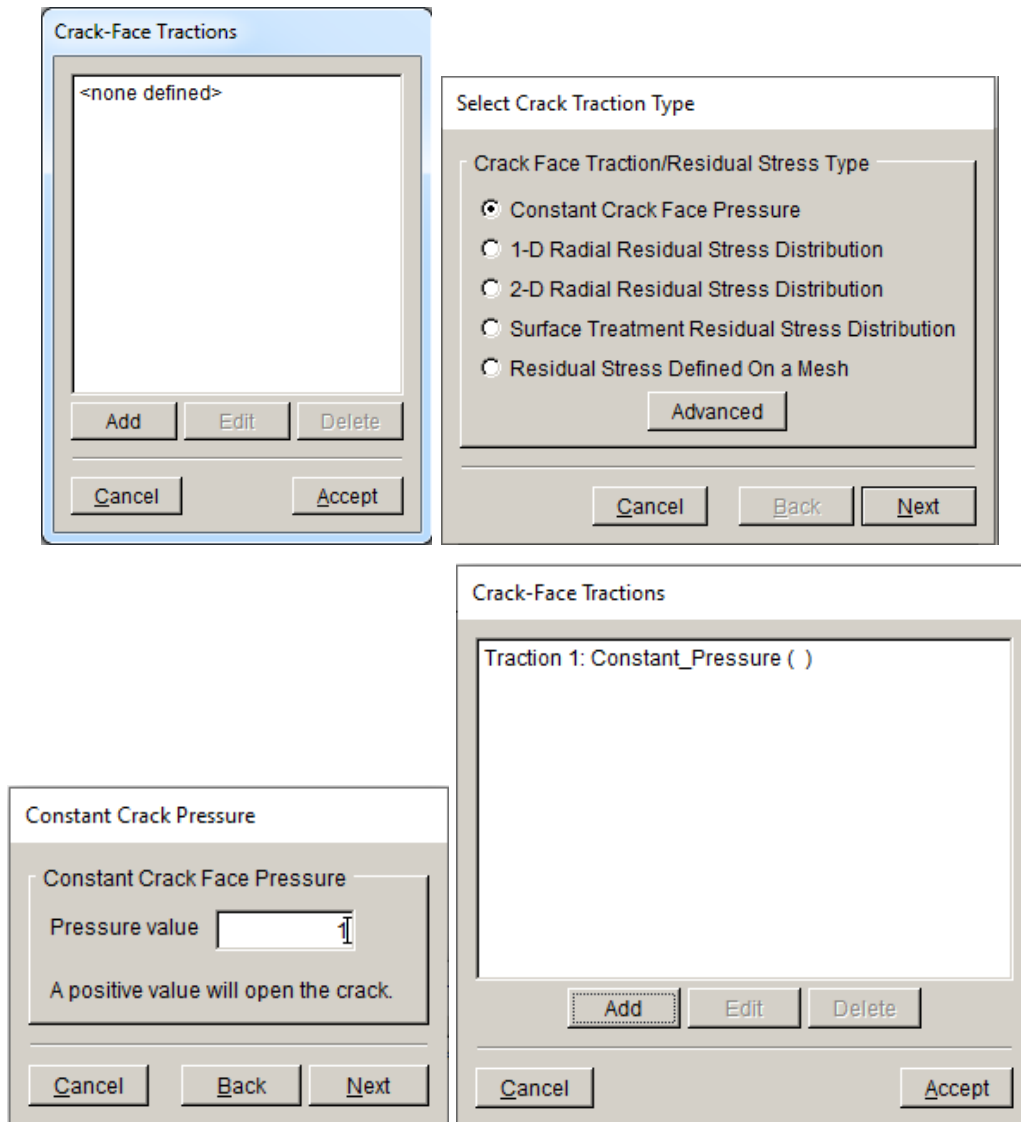 Crack-Face Tractions
<none defined>
Add Edit Delete
Cancel Accept
Select Crack Traction Type
Crack Face Traction/Residual Stress Type
Constant Crack Face Pressure
1-D Radial Residual Stress Distribution
2-D Radial Residual Stress Distribution
Surface Treatment Residual Stress Distribution
Residual Stress Defined On a Mesh
Advanced
Cancel Back Next
Constant Crack Pressure
Constant Crack Face Pressure
Pressure value 1
A positive value will open the crack.
Cancel Back Next
Crack-Face Tractions
Traction 1: Constant_Pressure ( )
Add Edit Delete
Cancel Accept